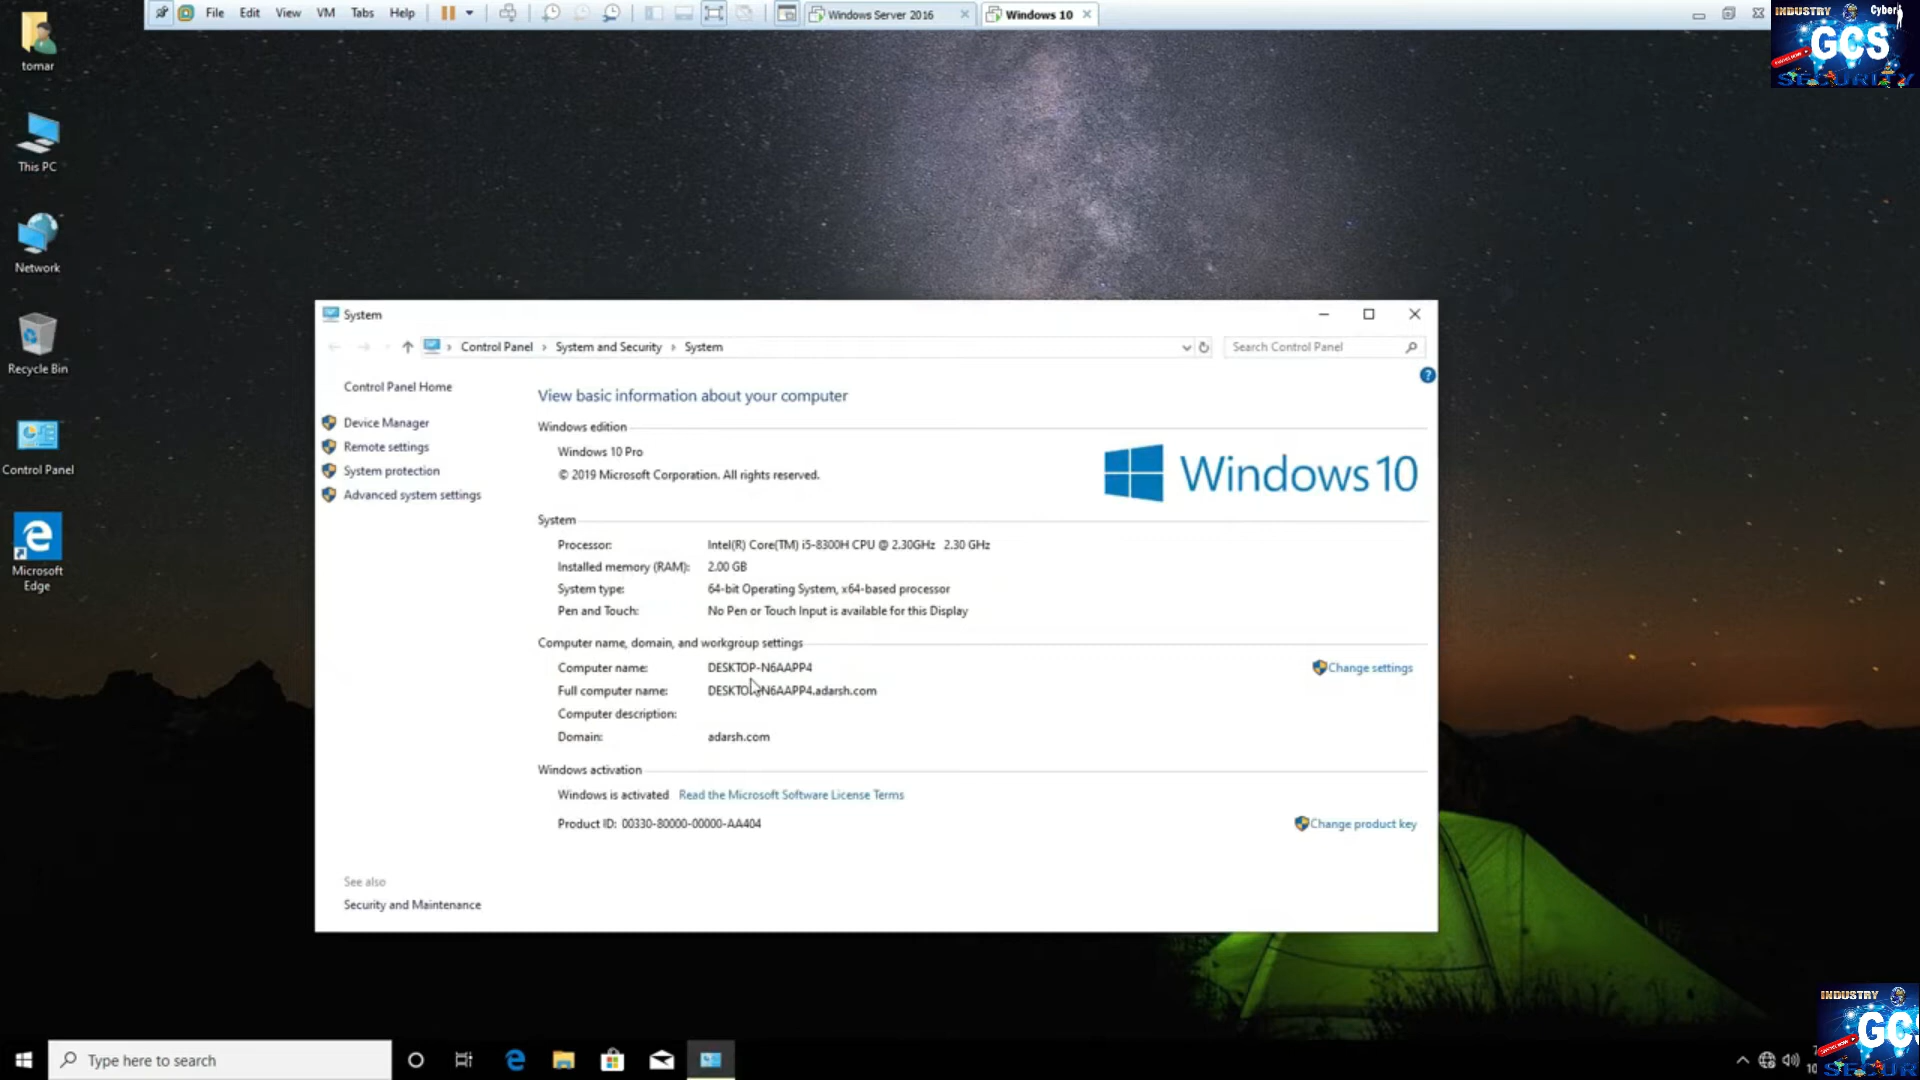 File Edit View VM Tabs Help Windows Server 2016 Windows 10
INDUSTRY Cyber
GCS
SECURITY
tomar
This PC
Network
Recycle Bin
Control Panel
Microsoft
Edge
System
Control Panel System and Security System
Search Control Panel
Control Panel Home
Device Manager
Remote settings
System protection
Advanced system settings
View basic information about your computer
Windows edition
Windows 10 Pro
© 2019 Microsoft Corporation. All rights reserved.
Windows 10
System
Processor: Intel(R) Core(TM) i5-8300H CPU @ 2.30GHz 2.30 GHz
Installed memory (RAM): 2.00 GB
System type: 64-bit Operating System, x64-based processor
Pen and Touch: No Pen or Touch Input is available for this Display
Computer name, domain, and workgroup settings
Computer name: DESKTOP-N6AAPP4
Change settings
Full computer name: DESKTOP-N6AAPP4.adarsh.com
Computer description:
Domain: adarsh.com
Windows activation
Windows is activated Read the Microsoft Software License Terms
Product ID: 00330-80000-00000-AA404
Change product key
See also
Security and Maintenance
Type here to search
INDUSTRY
GCS
SECUR